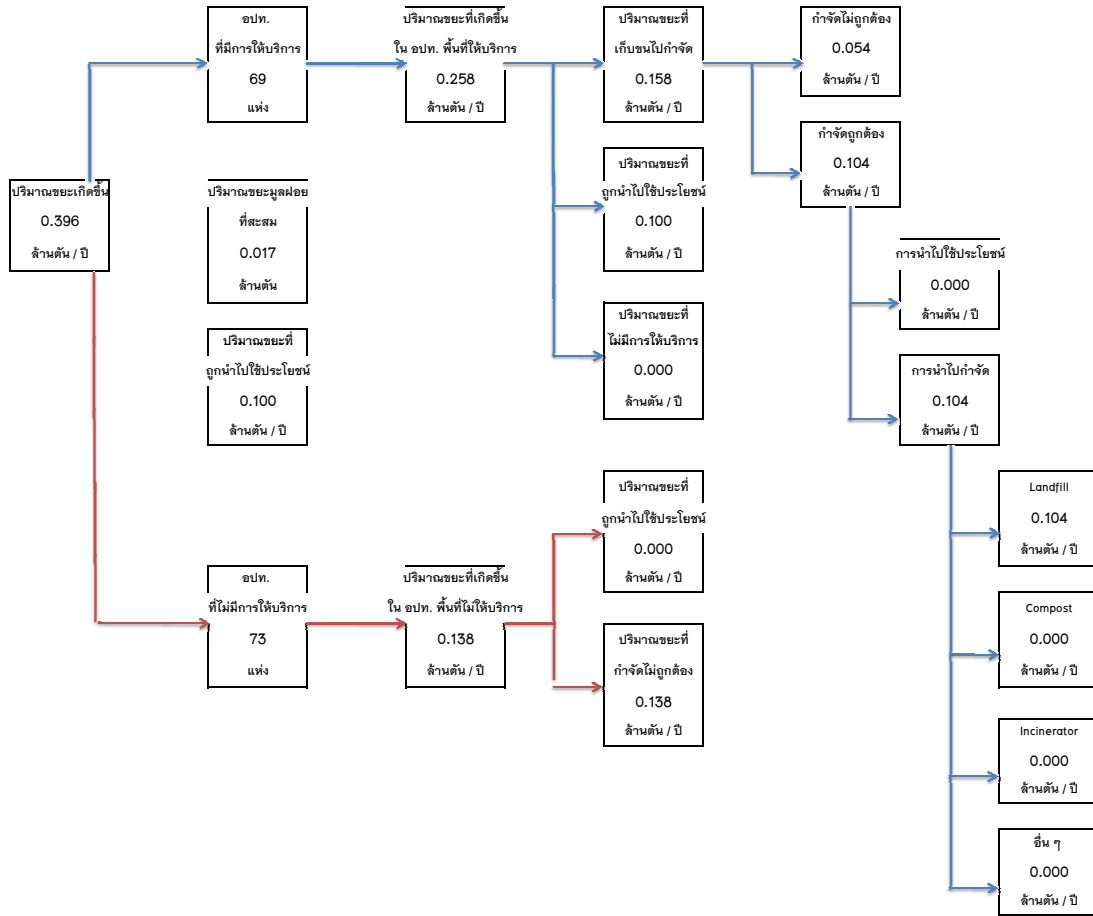 อปท.
ที่มีการให้บริการ
69
แห่ง
ปริมาณขยะที่เกิดขึ้น
ใน อปท. พื้นที่ให้บริการ
0.258
ล้านตัน / ปี
ปริมาณขยะที่
เก็บขนไปกำจัด
0.158
ล้านตัน / ปี
กำจัดไม่ถูกต้อง
0.054
ล้านตัน / ปี
กำจัดถูกต้อง
0.104
ล้านตัน / ปี
ปริมาณขยะเกิดขึ้น
0.396
ล้านตัน / ปี
ปริมาณขยะมูลฝอย
ที่สะสม
0.017
ล้านตัน
ปริมาณขยะที่
ถูกนำไปใช้ประโยชน์
0.100
ล้านตัน / ปี
การนำไปใช้ประโยชน์
0.000
ล้านตัน / ปี
ปริมาณขยะที่
ไม่มีการให้บริการ
0.000
ล้านตัน / ปี
ปริมาณขยะที่
ถูกนำไปใช้ประโยชน์
0.100
ล้านตัน / ปี
การนำไปกำจัด
0.104
ล้านตัน / ปี
ปริมาณขยะที่
ถูกนำไปใช้ประโยชน์
0.000
ล้านตัน / ปี
Landfill
0.104
ล้านตัน / ปี
อปท.
ที่ไม่มีการให้บริการ
73
แห่ง
ปริมาณขยะที่เกิดขึ้น
ใน อปท. พื้นที่ไม่ให้บริการ
0.138
ล้านตัน / ปี
ปริมาณขยะที่
กำจัดไม่ถูกต้อง
0.138
ล้านตัน / ปี
Compost
0.000
ล้านตัน / ปี
Incinerator
0.000
ล้านตัน / ปี
อื่น ๆ
0.000
ล้านตัน / ปี